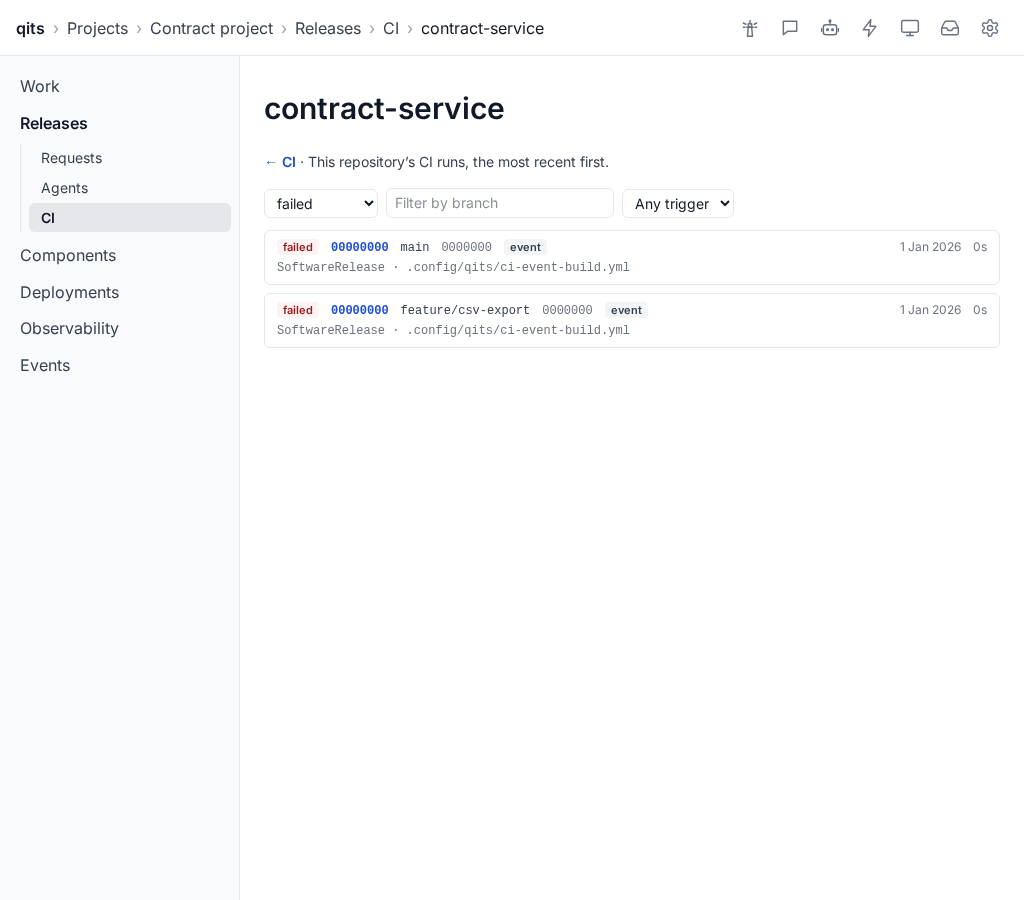 qits › Projects › Contract project › Releases › CI › contract-service
Work
Releases
Requests
Agents
CI
Components
Deployments
Observability
Events
contract-service
← CI · This repository’s CI runs, the most recent first.
failed Filter by branch Any trigger
failed 00000000 main 0000000 event 1 Jan 2026 0s
SoftwareRelease · .config/qits/ci-event-build.yml
failed 00000000 feature/csv-export 0000000 event 1 Jan 2026 0s
SoftwareRelease · .config/qits/ci-event-build.yml